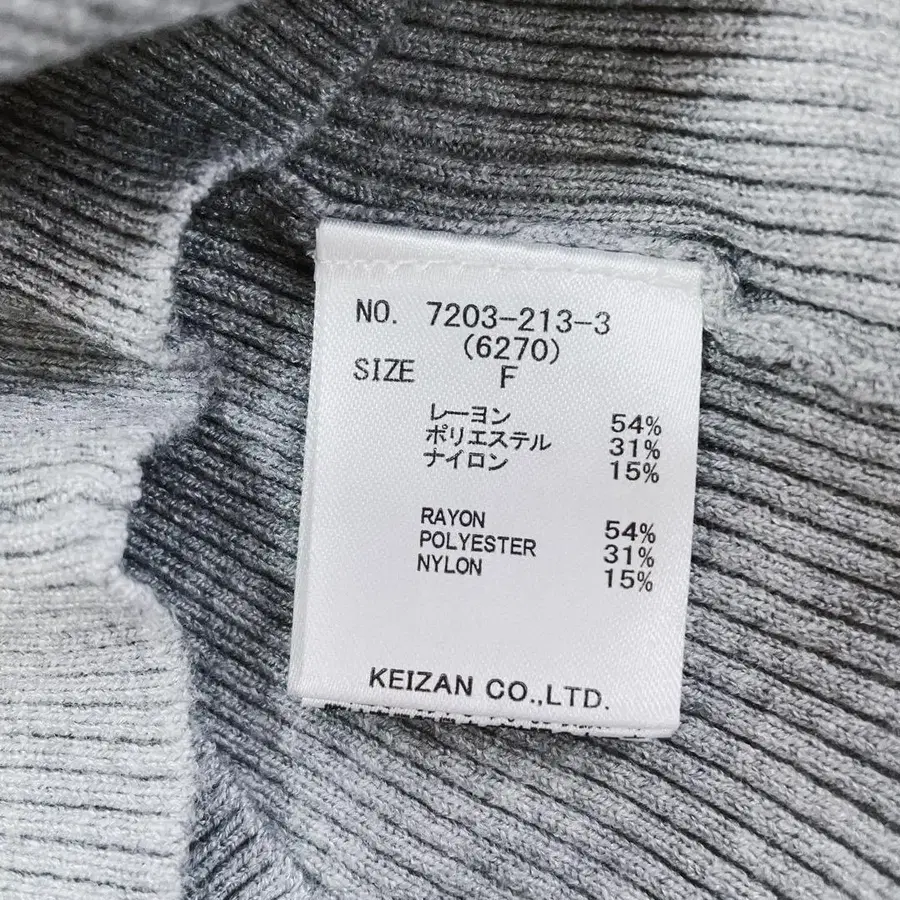 NO. 7203-213-3
(6270)
SIZE F
レーヨン 54%
ポリエステル 31%
ナイロン 15%
RAYON 54%
POLYESTER 31%
NYLON 15%
KEIZAN CO.,LTD.